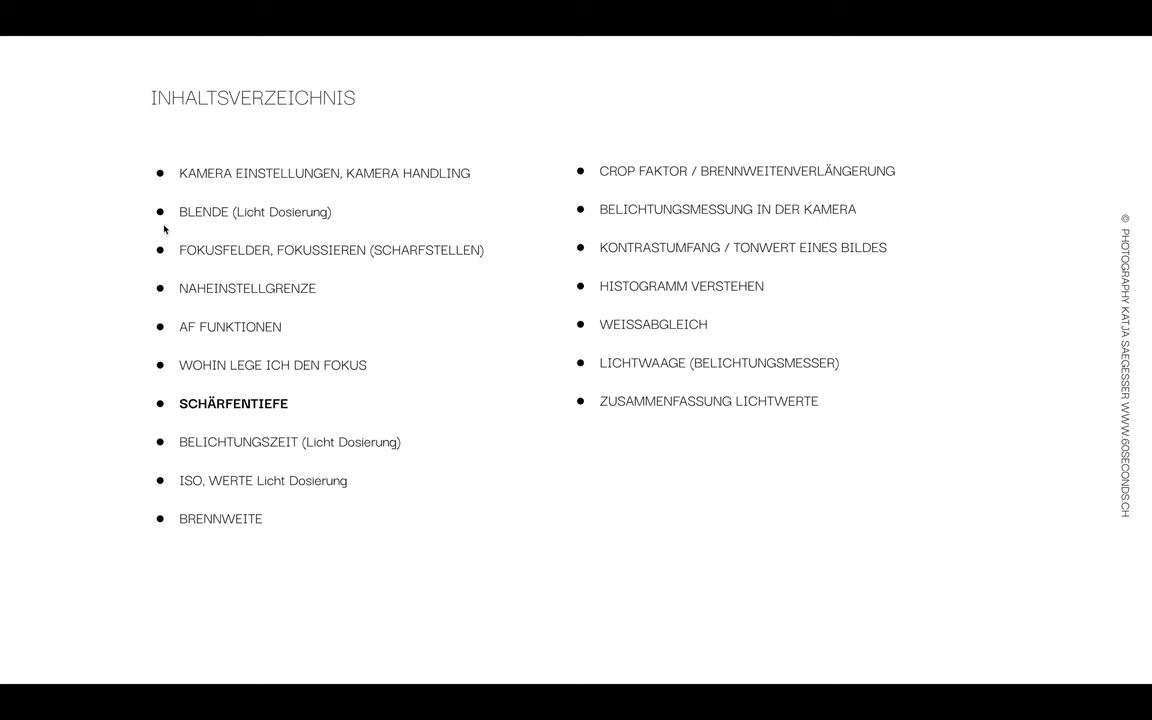 INHALTSVERZEICHNIS
KAMERA EINSTELLUNGEN, KAMERA HANDLING
BLENDE (Licht Dosierung)
FOKUSFELDER, FOKUSSIEREN (SCHARFSTELLEN)
NAHEINSTELLGRENZE
AF FUNKTIONEN
WOHIN LEGE ICH DEN FOKUS
SCHÄRFENTIEFE
BELICHTUNGSZEIT (Licht Dosierung)
ISO, WERTE Licht Dosierung
BRENNWEITE
CROP FAKTOR / BRENNWEITENVERLÄNGERUNG
BELICHTUNGSMESSUNG IN DER KAMERA
KONTRASTUMFANG / TONWERT EINES BILDES
HISTOGRAMM VERSTEHEN
WEISSABGLEICH
LICHTWAAGE (BELICHTUNGSMESSER)
ZUSAMMENFASSUNG LICHTWERTE
© PHOTOGRAPHY KATJA SAEGESSER WWW.60SECONDS.CH